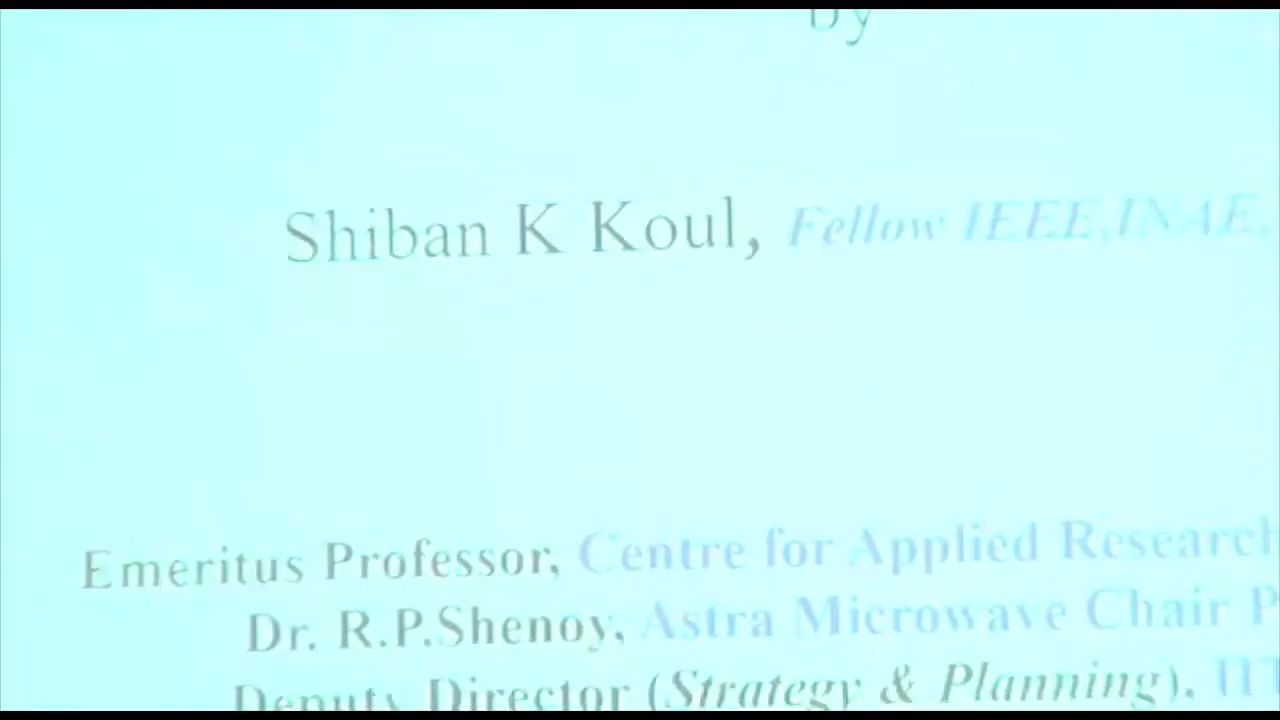 By
Shiban K Koul, Fellow IEEE,INAE,
Emeritus Professor, Centre for Applied Research
Dr. R.P.Shenoy, Astra Microwave Chair
Deputy Director (Strategy & Planning),